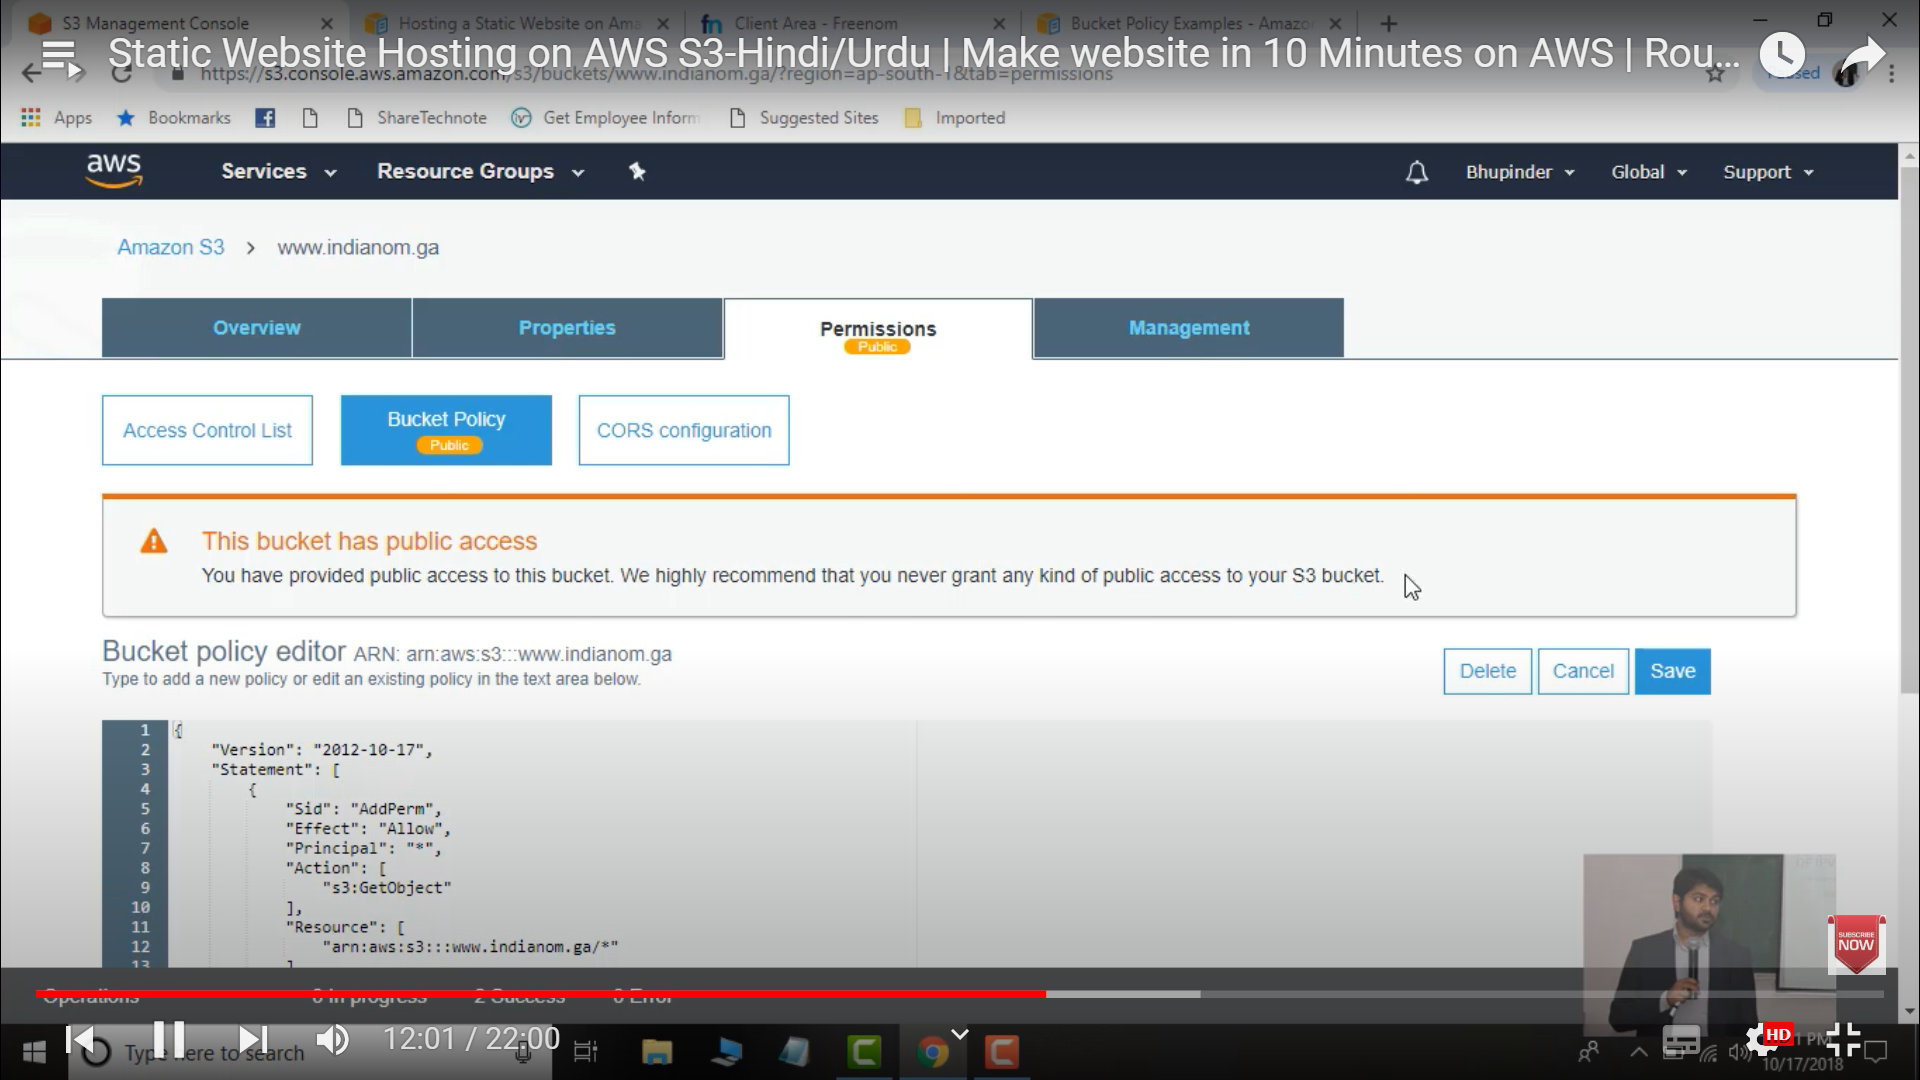 S3 Management Console
Hosting a Static Website on Ama
Client Area - Freenom
Bucket Policy Examples - Amazo
Static Website Hosting on AWS S3-Hindi/Urdu | Make website in 10 Minutes on AWS | Rou...
https://s3.console.aws.amazon.com/s3/buckets/www.indianom.ga/?region=ap-south-1&tab=permissions
Apps
Bookmarks
ShareTechnote
Get Employee Inform
Suggested Sites
Imported
aws
Services
Resource Groups
Bhupinder
Global
Support
Amazon S3 > www.indianom.ga
Overview
Properties
Permissions
Public
Management
Access Control List
Bucket Policy
Public
CORS configuration
This bucket has public access
You have provided public access to this bucket. We highly recommend that you never grant any kind of public access to your S3 bucket.
Bucket policy editor ARN: arn:aws:s3:::www.indianom.ga
Type to add a new policy or edit an existing policy in the text area below.
Delete
Cancel
Save
1 {
2 "Version": "2012-10-17",
3 "Statement": [
4 {
5 "Sid": "AddPerm",
6 "Effect": "Allow",
7 "Principal": "*",
8 "Action": [
9 "s3:GetObject"
10 ],
11 "Resource": [
12 "arn:aws:s3:::www.indianom.ga/*"
13 ]
SUBSCRIBE
NOW
Operations
0 In progress
2 Success
0 Error
12:01 / 22:00
Type here to search
HD
PM
10/17/2018